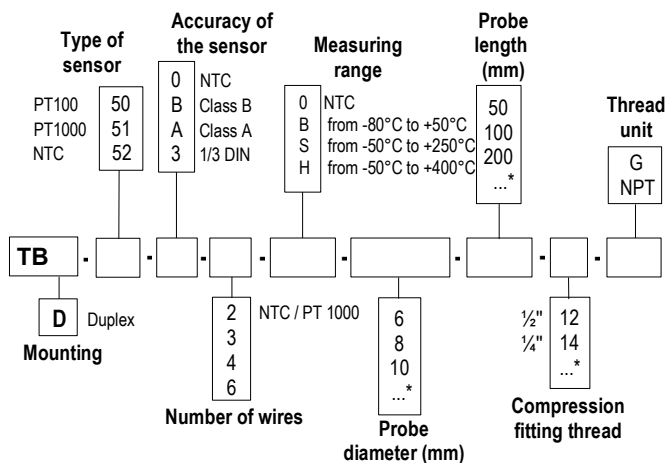 Type of
sensor
PT100 50
PT1000 51
NTC 52
Accuracy of
the sensor
0 NTC
B Class B
A Class A
3 1/3 DIN
Measuring
range
0 NTC
B from -80°C to +50°C
S from -50°C to +250°C
H from -50°C to +400°C
Probe
length
(mm)
50
100
200
...*
Thread
unit
G
NPT
TB - - - - - - -
D Duplex
Mounting
2 NTC / PT 1000
3
4
6
Number of wires
6
8
10
...*
Probe
diameter (mm)
½" 12
¼" 14
...*
Compression
fitting thread